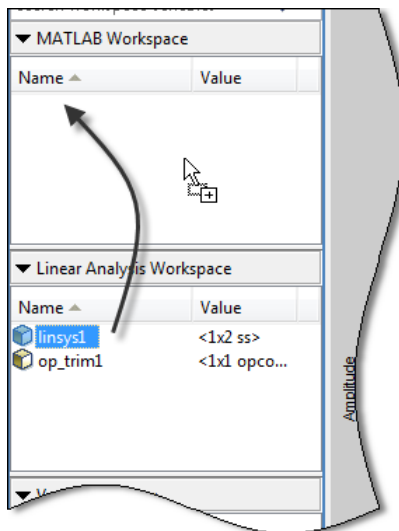 MATLAB Workspace
Name Value
Linear Analysis Workspace
Name Value
linsys1 <1x2 ss>
op_trim1 <1x1 opco...
Amplitude